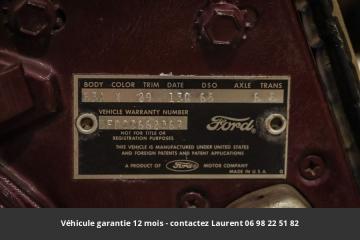 BODY COLOR TRIM DATE DSO AXLE TRANS
VEHICLE WARRANTY NUMBER
NOT FOR TITLE OR
REGISTRATION PURPOSES
Ford
THIS VEHICLE IS MANUFACTURED UNDER UNITED STATES
AND FOREIGN PATENTS AND PATENT APPLICATIONS
A PRODUCT OF Ford MOTOR COMPANY
MADE IN U.S.A.
Véhicule garantie 12 mois - contactez Laurent 06 98 22 51 82